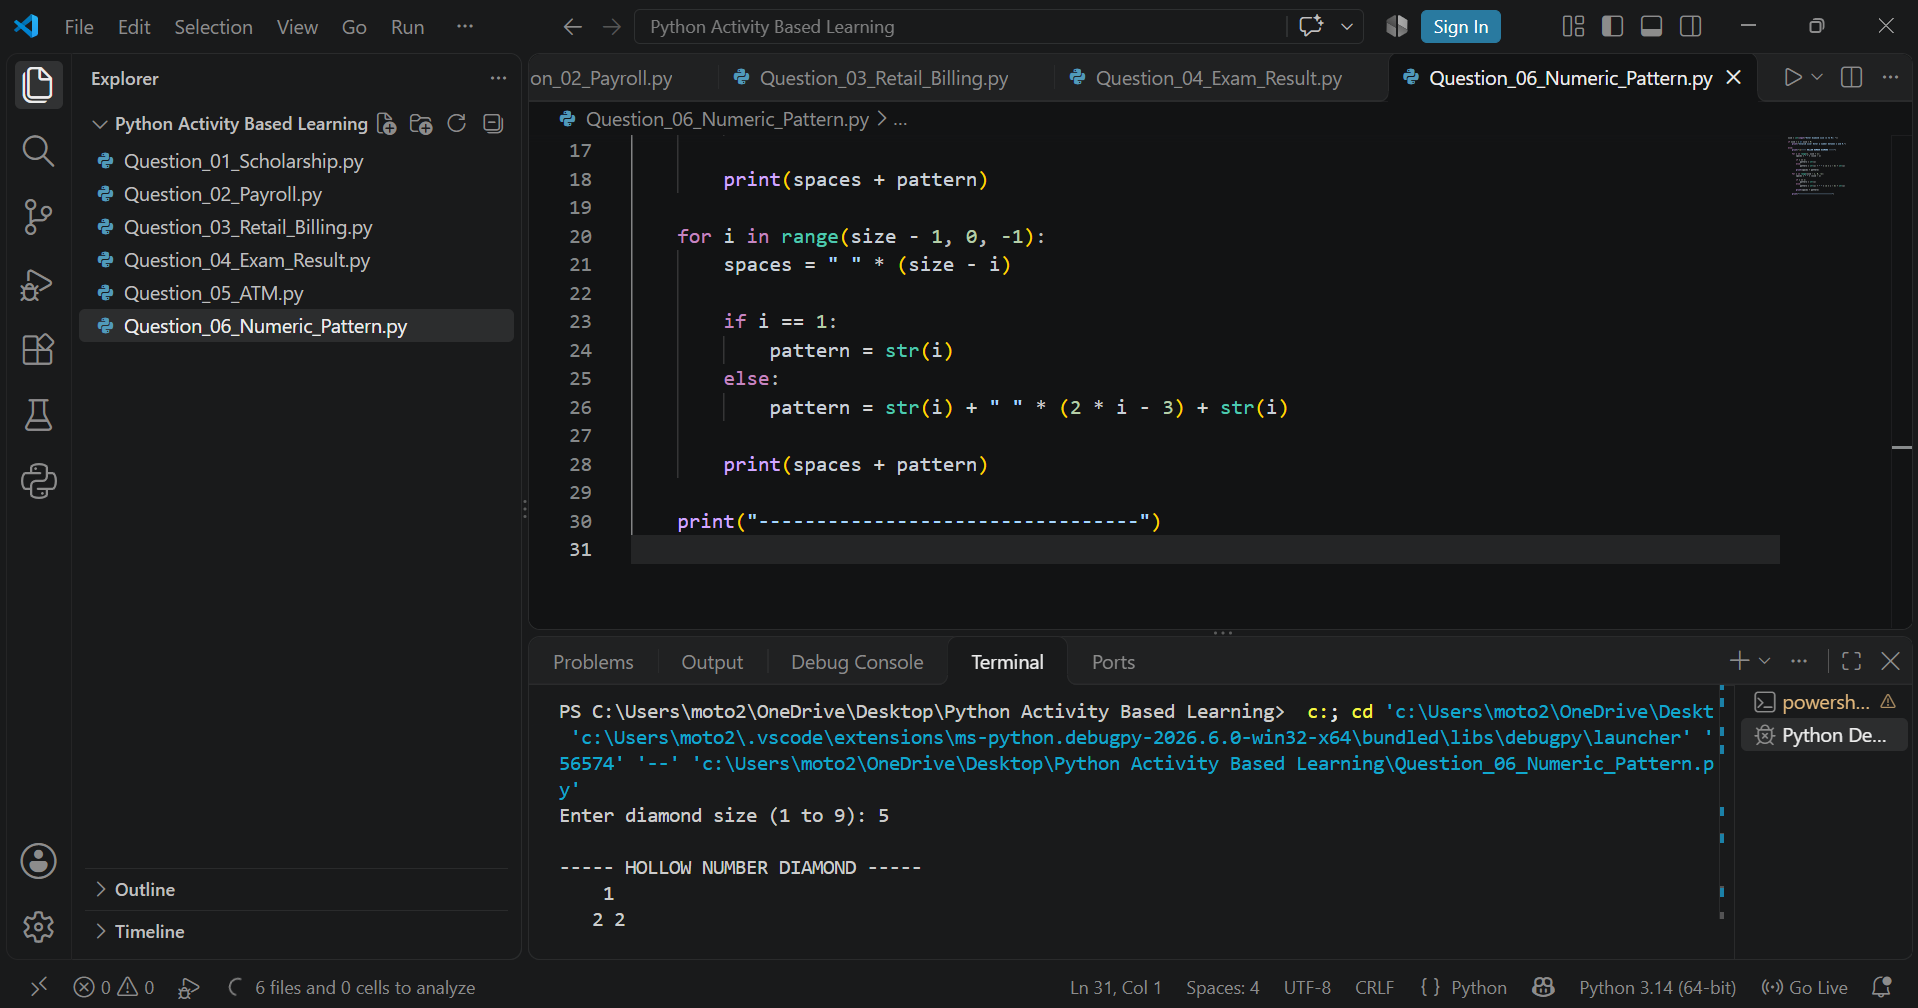 File Edit Selection View Go Run ···
Python Activity Based Learning
Sign In
Explorer
Python Activity Based Learning
Question_01_Scholarship.py
Question_02_Payroll.py
Question_03_Retail_Billing.py
Question_04_Exam_Result.py
Question_05_ATM.py
Question_06_Numeric_Pattern.py
Outline
Timeline
on_02_Payroll.py Question_03_Retail_Billing.py Question_04_Exam_Result.py Question_06_Numeric_Pattern.py
Question_06_Numeric_Pattern.py > ...
17
18 print(spaces + pattern)
19
20 for i in range(size - 1, 0, -1):
21 spaces = " " * (size - i)
22
23 if i == 1:
24 pattern = str(i)
25 else:
26 pattern = str(i) + " " * (2 * i - 3) + str(i)
27
28 print(spaces + pattern)
29
30 print("---------------------------------")
31
Problems Output Debug Console Terminal Ports
PS C:\Users\moto2\OneDrive\Desktop\Python Activity Based Learning> c:; cd 'c:\Users\moto2\OneDrive\Deskt
'c:\Users\moto2\.vscode\extensions\ms-python.debugpy-2026.6.0-win32-x64\bundled\libs\debugpy\launcher' '
56574' '--' 'c:\Users\moto2\OneDrive\Desktop\Python Activity Based Learning\Question_06_Numeric_Pattern.p
y'
Enter diamond size (1 to 9): 5
----- HOLLOW NUMBER DIAMOND -----
1
2 2
powersh...
Python De...
0 0 6 files and 0 cells to analyze
Ln 31, Col 1 Spaces: 4 UTF-8 CRLF { } Python Python 3.14 (64-bit) Go Live